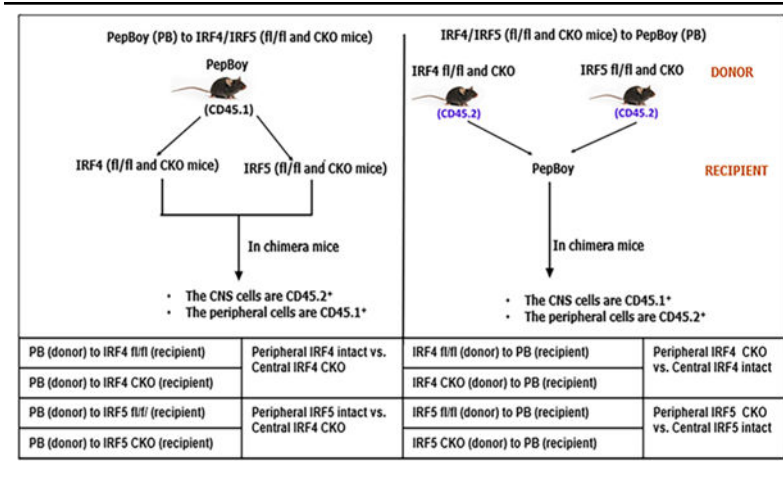 PepBoy (PB) to IRF4/IRF5 (fl/fl and CKO mice)
PepBoy
(CD45.1)
IRF4 (fl/fl and CKO mice)
IRF5 (fl/fl and CKO mice)
In chimera mice
• The CNS cells are CD45.2⁺
• The peripheral cells are CD45.1⁺
IRF4/IRF5 (fl/fl and CKO mice) to PepBoy (PB)
IRF4 fl/fl and CKO
IRF5 fl/fl and CKO
DONOR
(CD45.2)
(CD45.2)
PepBoy
RECIPIENT
In chimera mice
• The CNS cells are CD45.1⁺
• The peripheral cells are CD45.2⁺
PB (donor) to IRF4 fl/fl (recipient)
PB (donor) to IRF4 CKO (recipient)
Peripheral IRF4 intact vs.
Central IRF4 CKO
IRF4 fl/fl (donor) to PB (recipient)
IRF4 CKO (donor) to PB (recipient)
Peripheral IRF4 CKO
vs. Central IRF4 intact
PB (donor) to IRF5 fl/f/ (recipient)
PB (donor) to IRF5 CKO (recipient)
Peripheral IRF5 intact vs.
Central IRF4 CKO
IRF5 fl/fl (donor) to PB (recipient)
IRF5 CKO (donor) to PB (recipient)
Peripheral IRF5 CKO
vs. Central IRF5 intact